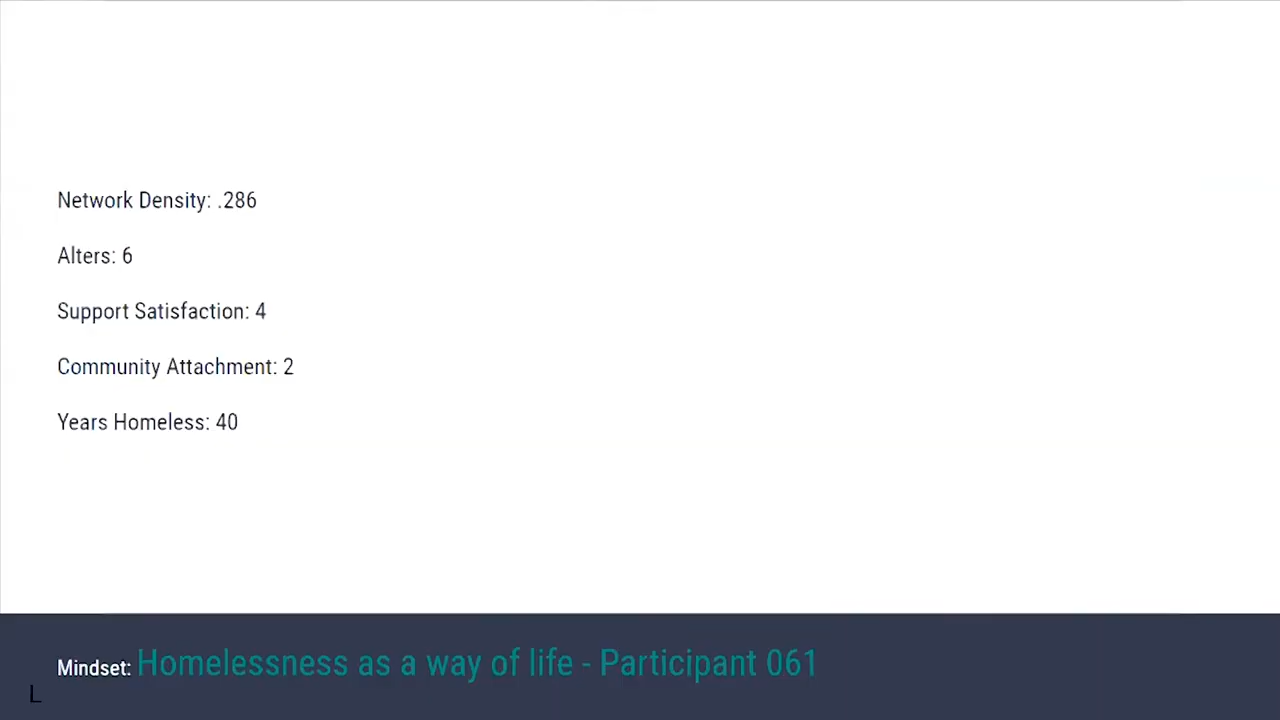 Network Density: .286
Alters: 6
Support Satisfaction: 4
Community Attachment: 2
Years Homeless: 40
Mindset: Homelessness as a way of life - Participant 061
L